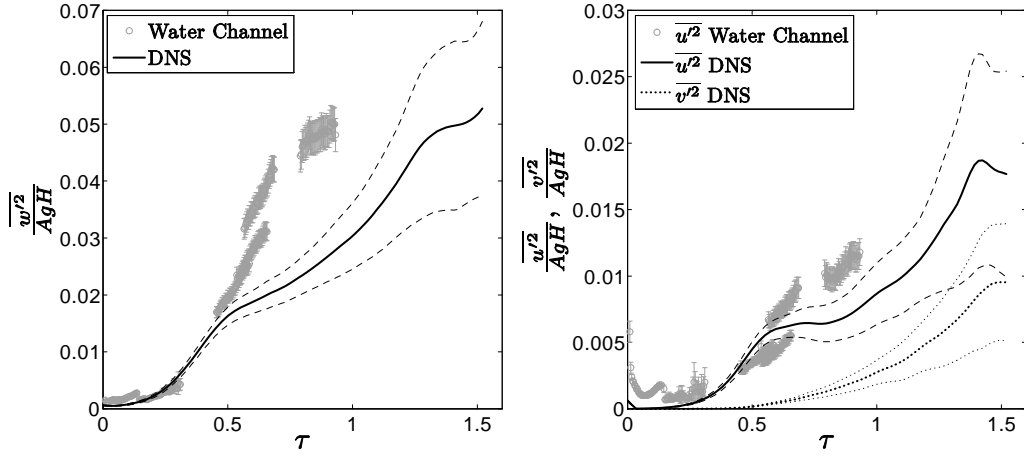 0.07
0.06
0.05
0.04
0.03
0.02
0.01
0
0 0.5 1 1.5
τ
w′² / AgH
Water Channel
DNS
0.03
0.025
0.02
0.015
0.01
0.005
0
0 0.5 1 1.5
τ
u′² / AgH, v′² / AgH
u′² Water Channel
u′² DNS
v′² DNS